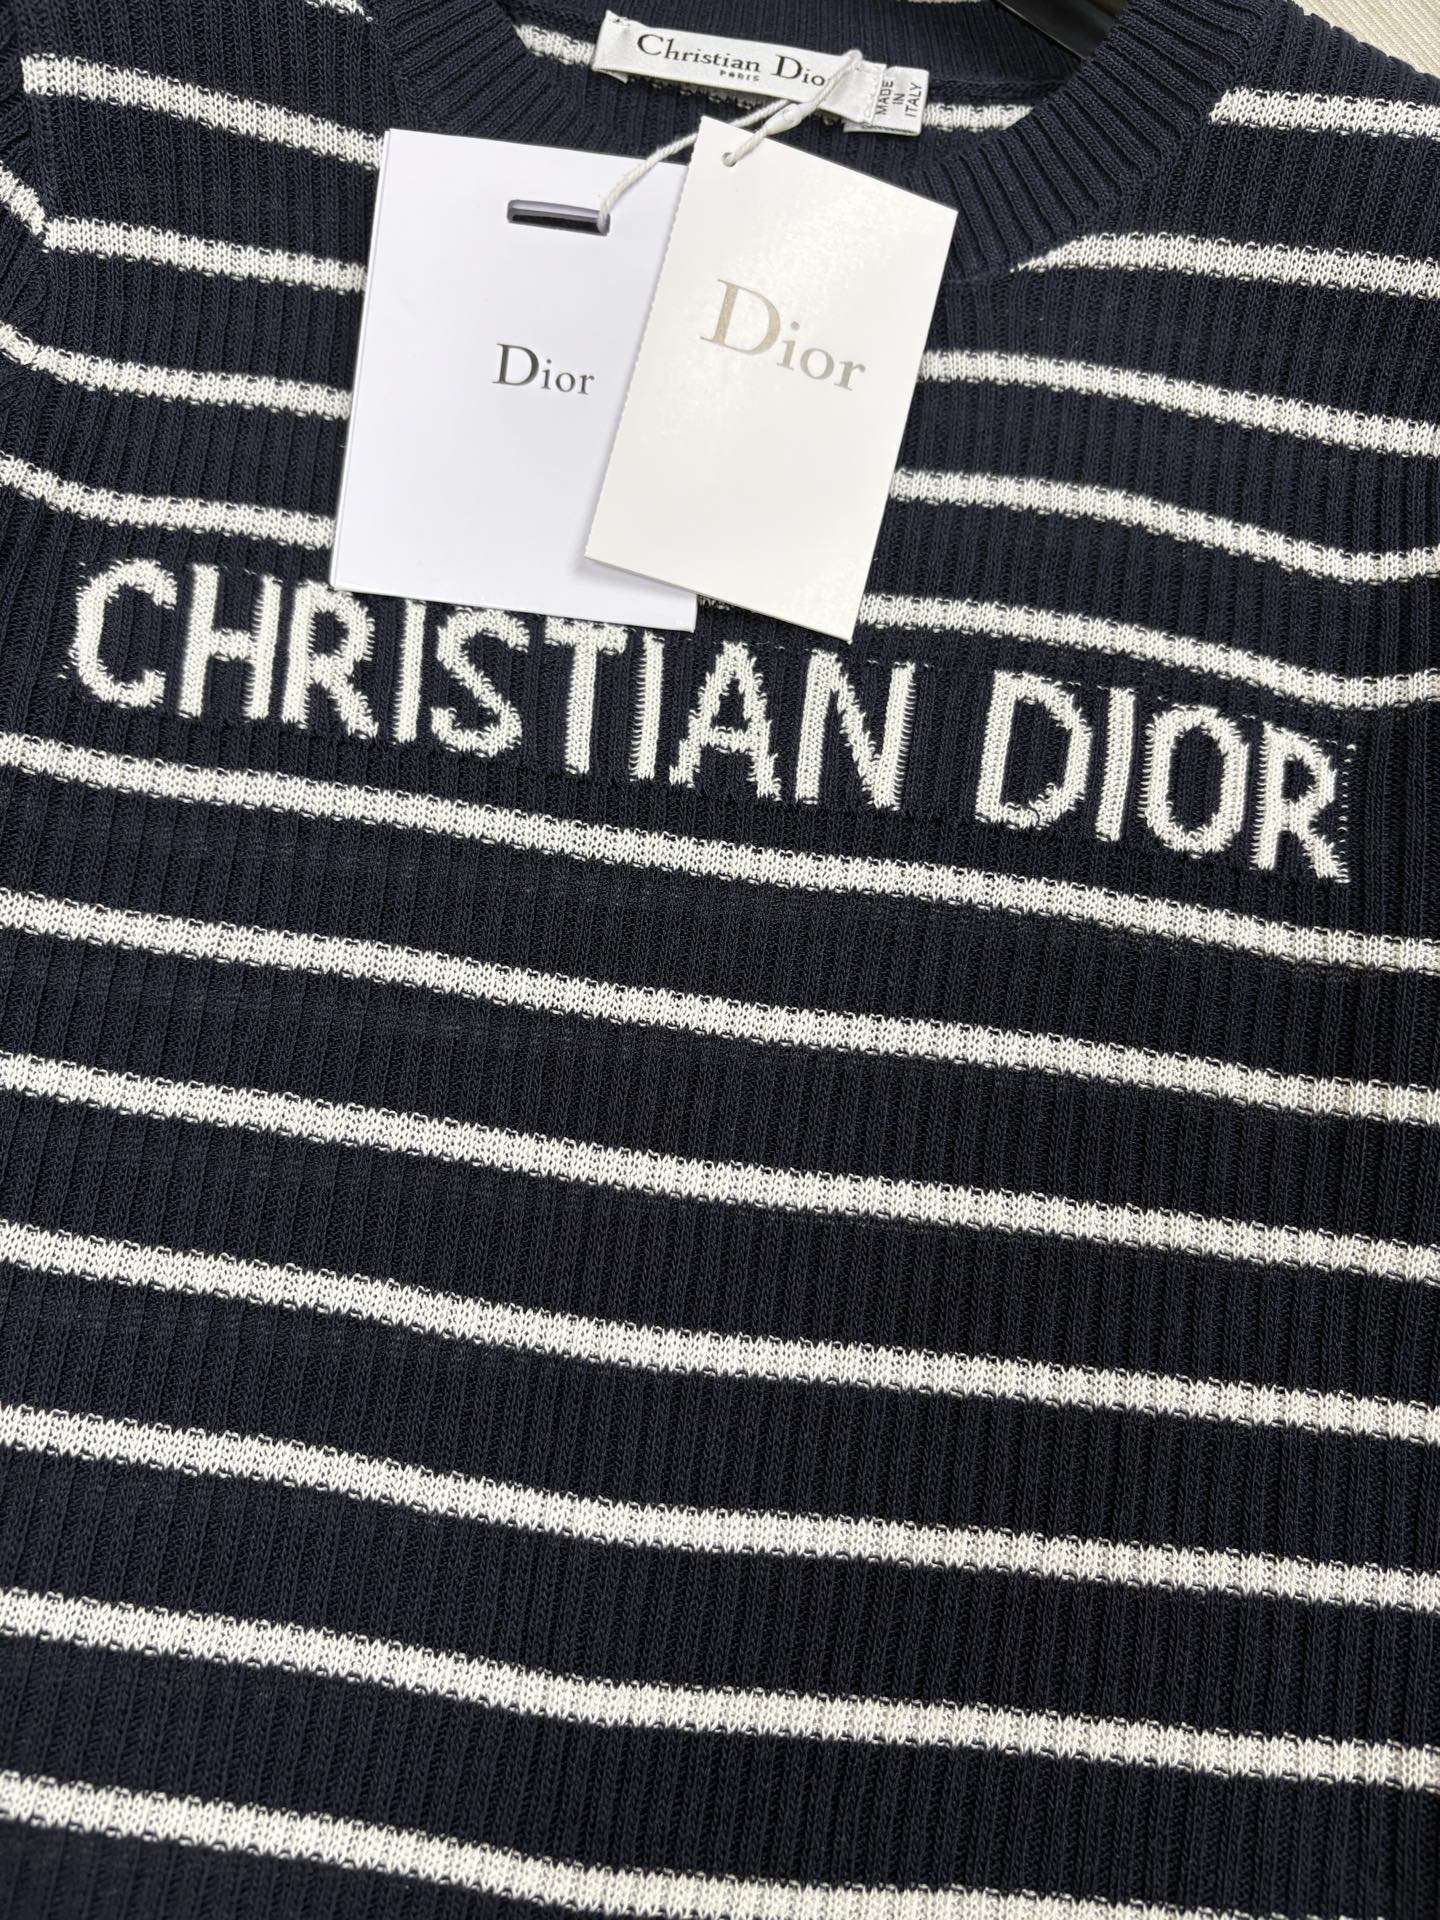 Christian Dior
PARIS
MADE
IN
ITALY
Dior
Dior
CHRISTIAN DIOR